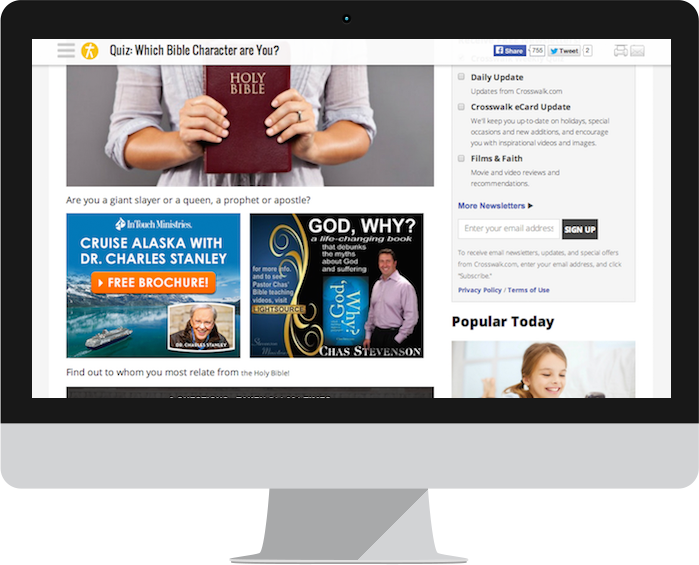 Quiz: Which Bible Character are You?
Share 755 Tweet 2
HOLY
BIBLE
Are you a giant slayer or a queen, a prophet or apostle?
InTouch Ministries.
CRUISE ALASKA WITH
DR. CHARLES STANLEY
FREE BROCHURE!
DR. CHARLES STANLEY
GOD, WHY?
a life-changing book
that debunks
the myths
about God
and suffering
for more info.
and to see
Pastor Chas'
Bible teaching
videos, visit
LIGHTSOURCE
God,
Why?
Stevenson Ministries
CHAS STEVENSON
Find out to whom you most relate from the Holy Bible!
Daily Update
Updates from Crosswalk.com
Crosswalk eCard Update
We'll keep you up-to-date on holidays, special
occasions and new additions, and encourage
you with inspirational videos and images.
Films & Faith
Movie and video reviews and
recommendations.
More Newsletters
Enter your email address
SIGN UP
To receive email newsletters, updates, and special offers
from Crosswalk.com, enter your email address, and click
"Subscribe."
Privacy Policy / Terms of Use
Popular Today